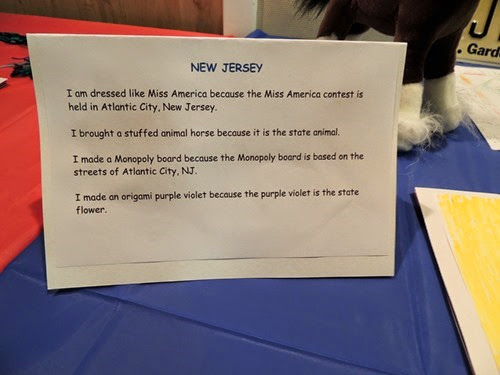 NEW JERSEY
I am dressed like Miss America because the Miss America contest is
held in Atlantic City, New Jersey.
I brought a stuffed animal horse because it is the state animal.
I made a Monopoly board because the Monopoly board is based on the
streets of Atlantic City, NJ.
I made an origami purple violet because the purple violet is the state
flower.